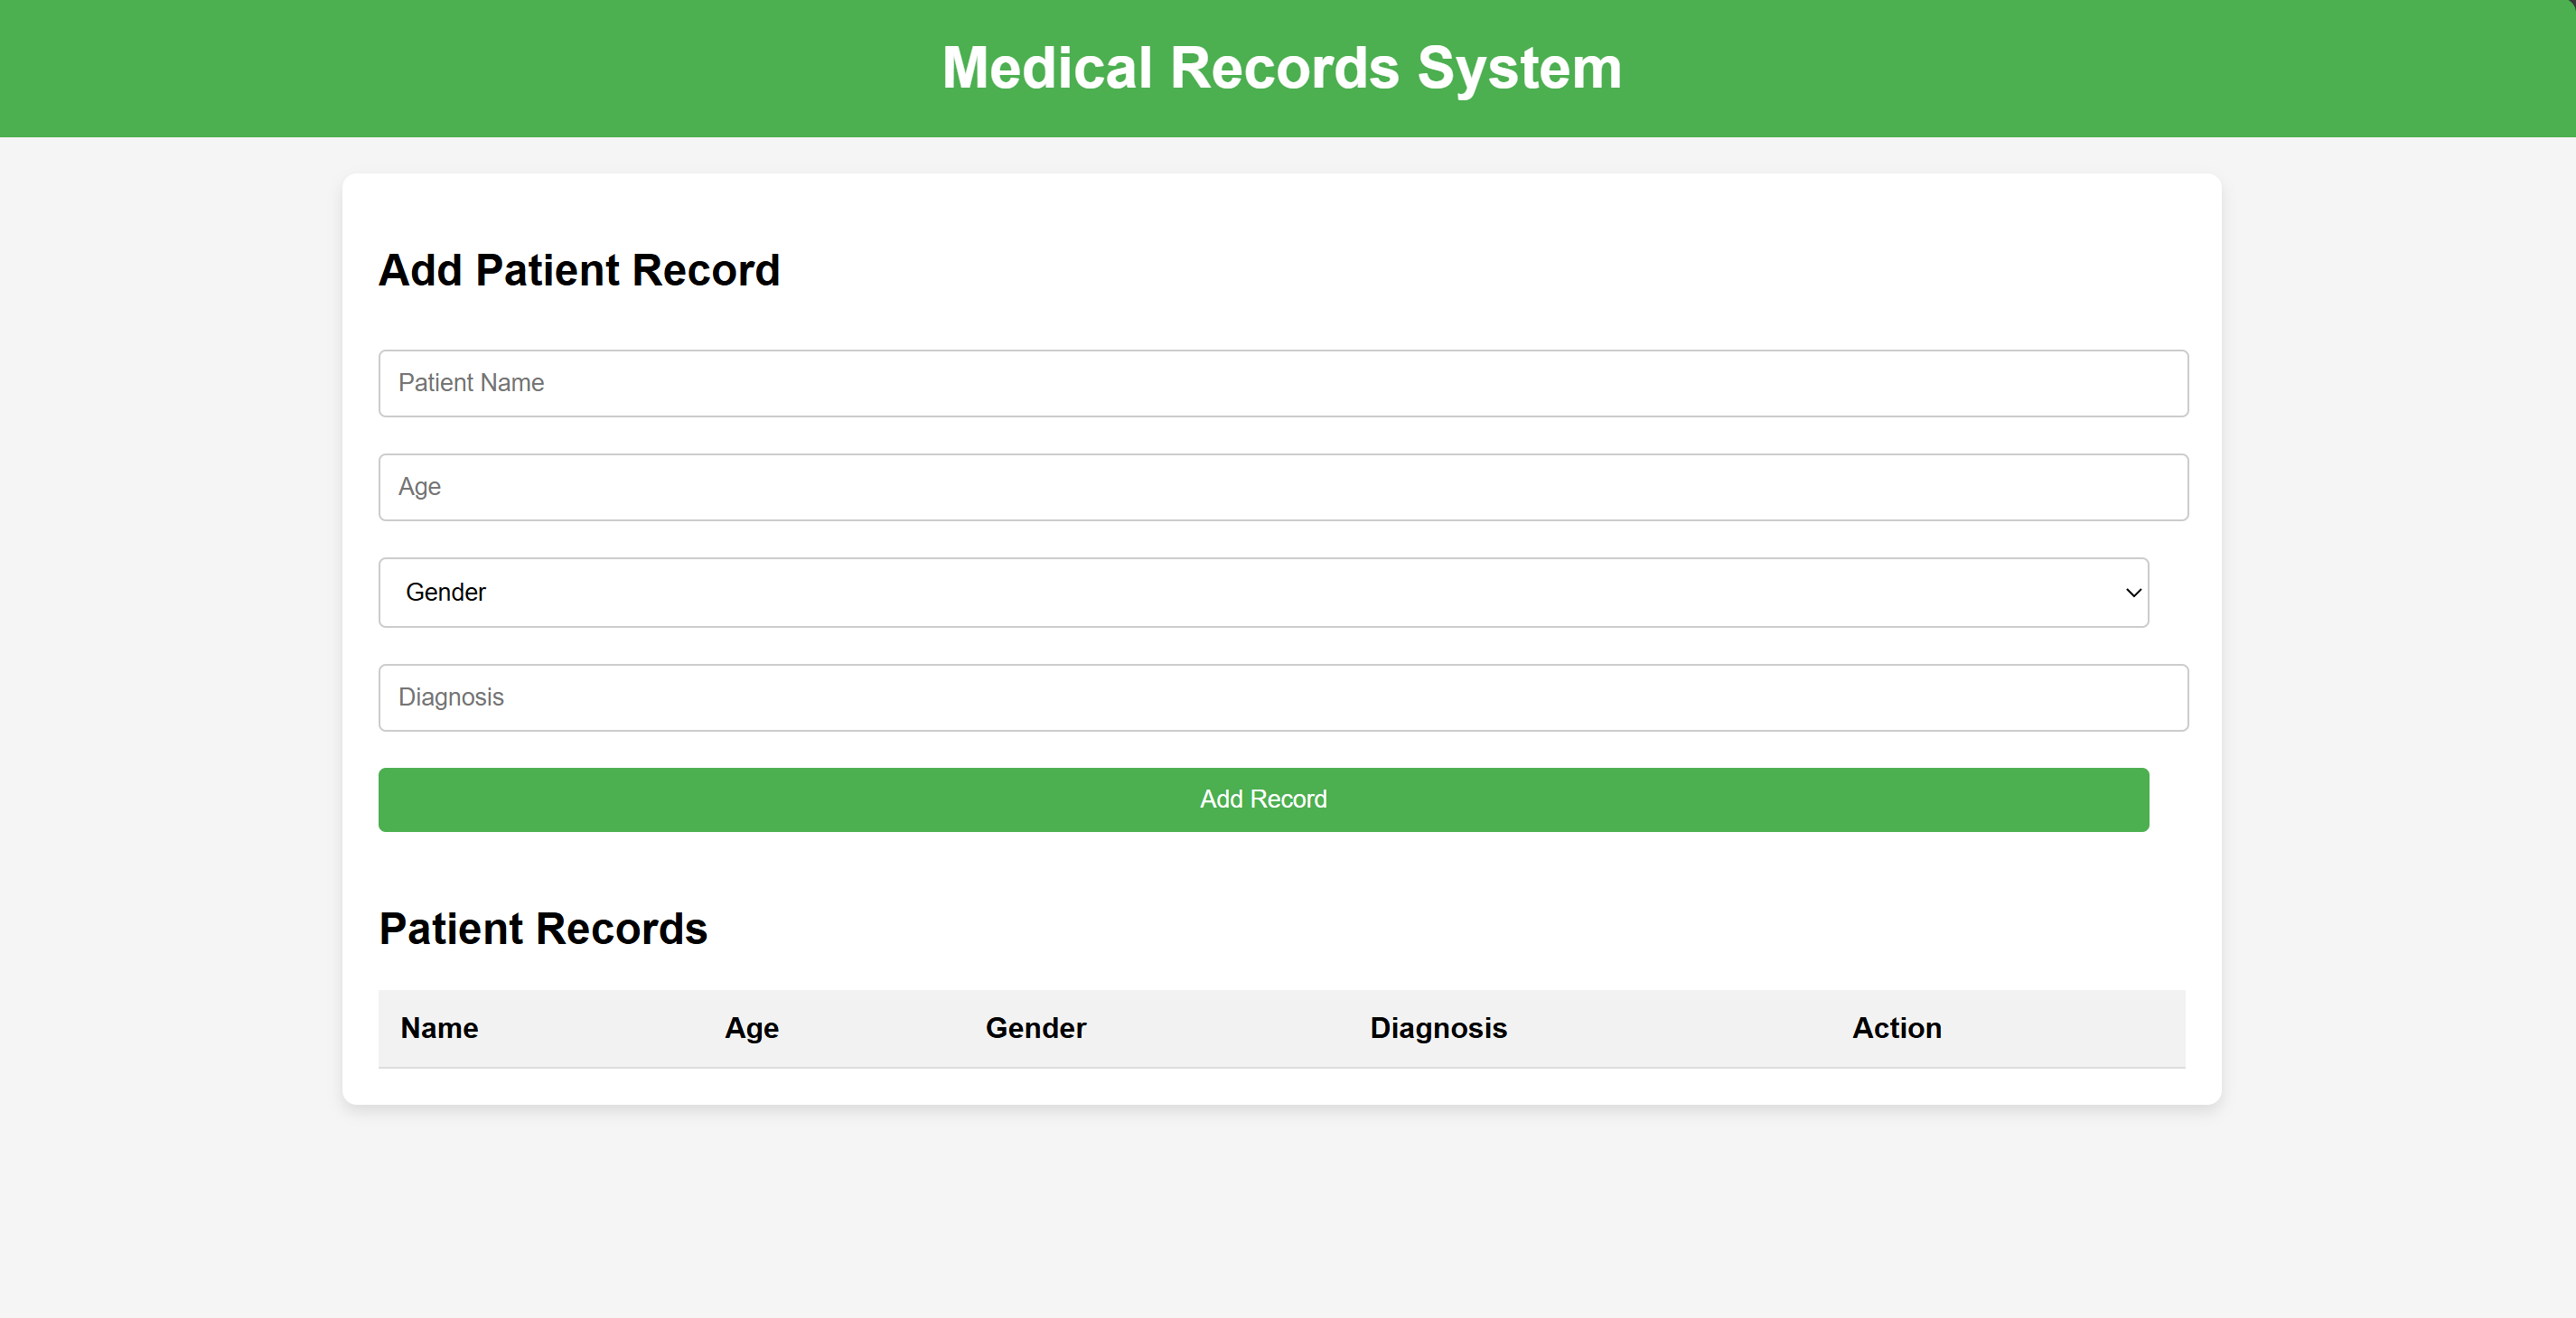 Medical Records System
Add Patient Record
Patient Name
Age
Gender
Diagnosis
Add Record
Patient Records
Name Age Gender Diagnosis Action